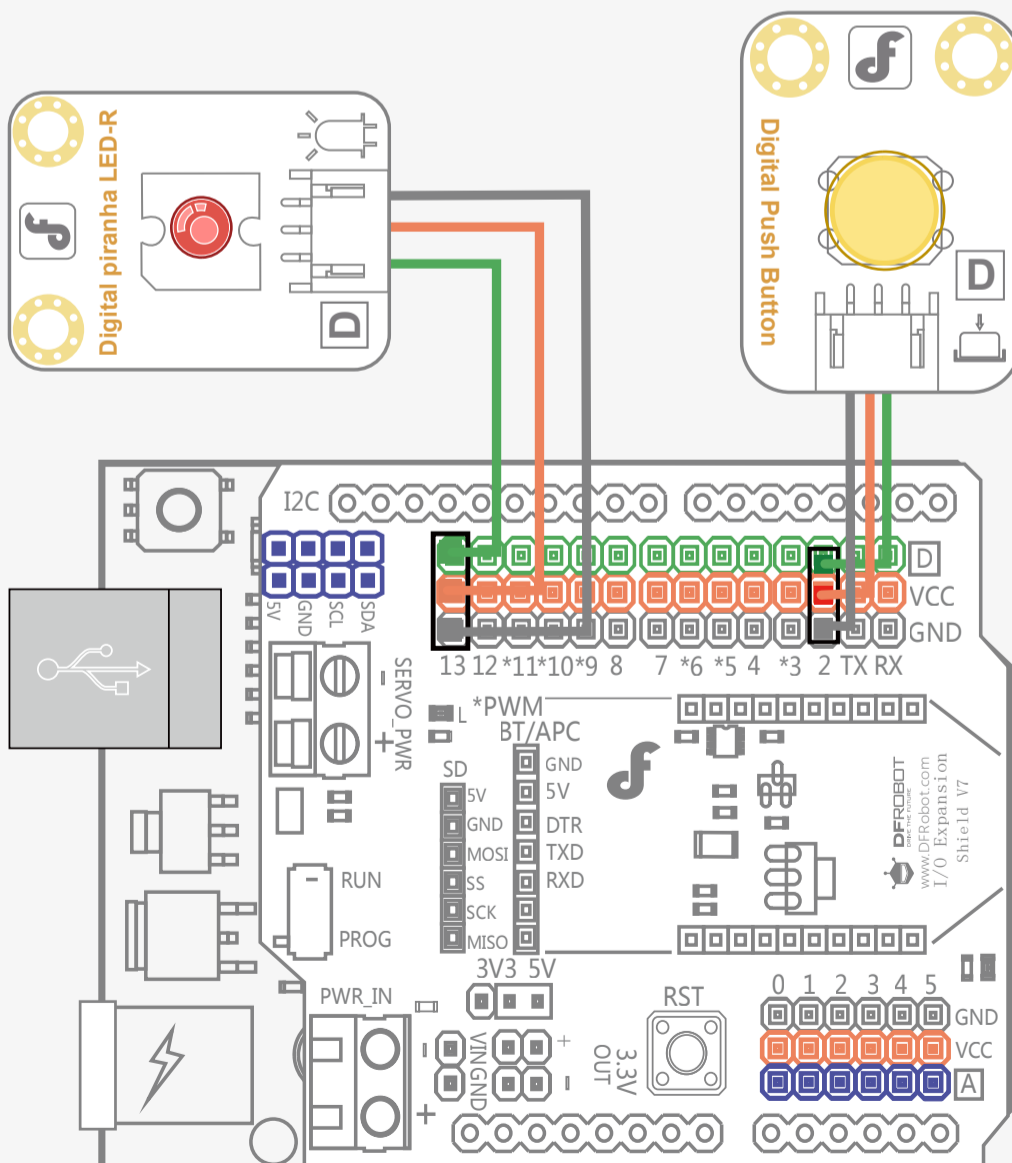 Digital piranha LED-R
D
Digital Push Button
D
I2C
5V
GND
SCL
SDA
D
VCC
GND
13 12 *11 *10 *9 8 7 *6 *5 4 *3 2 TX RX
SERVO_PWR
-
+
L
*PWM
BT/APC
GND
5V
DTR
TXD
RXD
SD
5V
GND
MOSI
SS
SCK
MISO
DFROBOT
DRIVE THE FUTURE
www.DFRobot.com
I/O Expansion
Shield V7
RUN
PROG
3V3 5V
PWR_IN
-
+
VIN
GND
+
-
3.3V
OUT
RST
0 1 2 3 4 5
GND
VCC
A